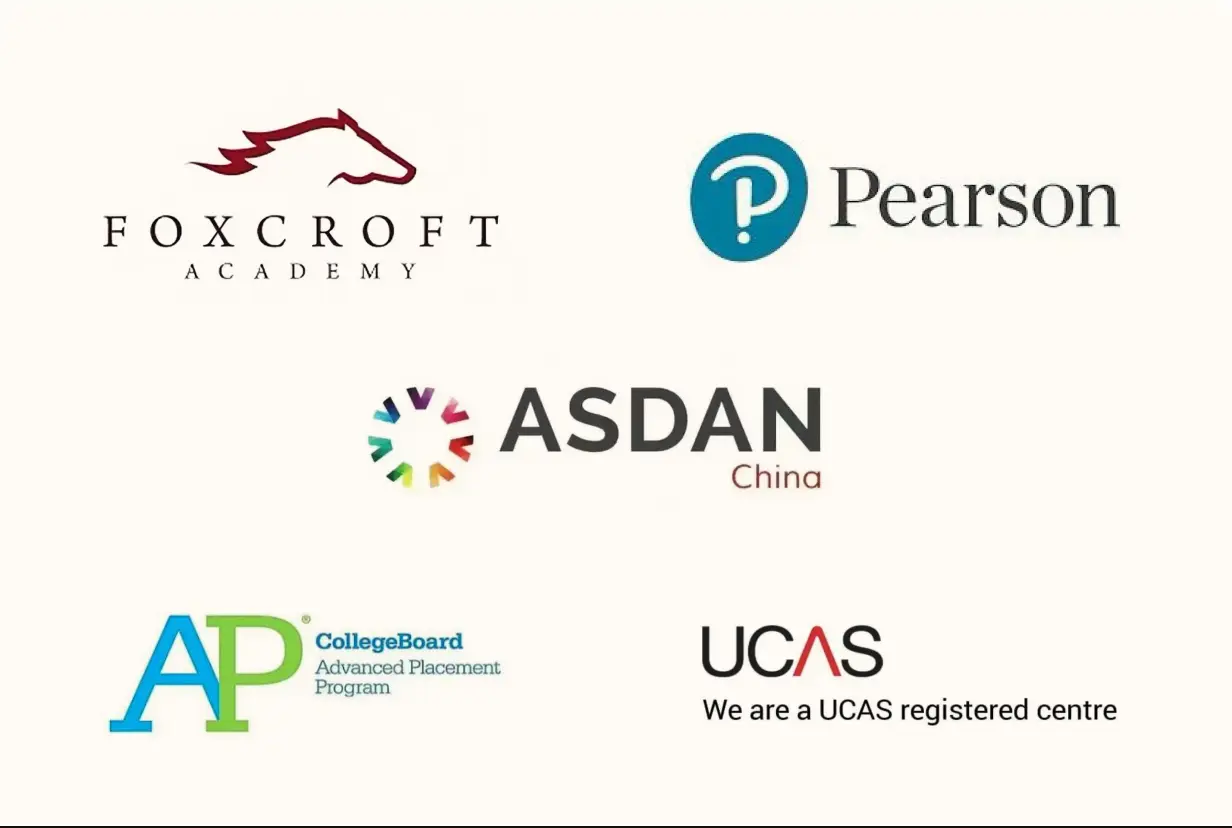 FOXCROFT
ACADEMY
Pearson
ASDAN
China
AP®
CollegeBoard
Advanced Placement
Program
UCAS
We are a UCAS registered centre